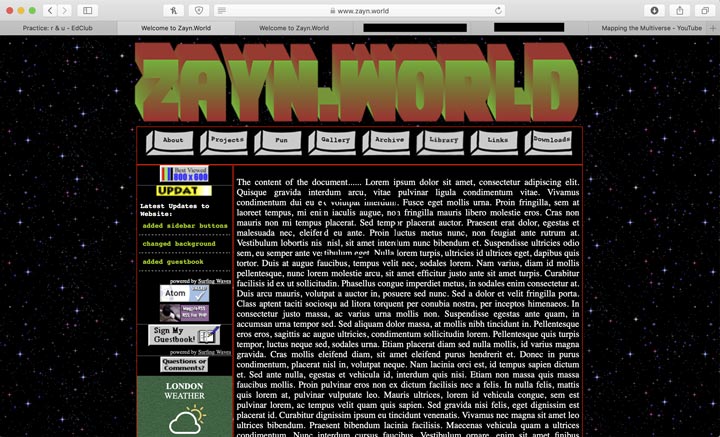 www.zayn.world
Practice: r & u - EdClub
Welcome to Zayn.World
Welcome to Zayn.World
Mapping the Multiverse - YouTube
ZAYN.WORLD
About
Projects
Fun
Gallery
Archive
Library
Links
Downloads
Best Viewed
800 x 600
UPDAT
Latest Updates to
Website:
added sidebar buttons
changed background
added guestbook
powered by Surfing Waves
Atom
RSS for PHP
Sign My
Guestbook!
powered by Surfing Waves
Questions or
Comments?
LONDON
WEATHER
The content of the document...... Lorem ipsum dolor sit amet, consectetur adipiscing elit.
Quisque gravida interdum arcu, vitae pulvinar ligula condimentum vitae. Vivamus
condimentum dui eu volutpat interdum. Fusce eget mollis urna. Proin fringilla, sem at
laoreet tempus, mi enim iaculis augue, non fringilla mauris libero molestie eros. Cras non
mauris non mi tempus placerat. Sed tempor placerat auctor. Praesent erat dolor, egestas et
malesuada nec, eleifend eu ante. Proin luctus metus nunc, non feugiat ante rutrum at.
Vestibulum lobortis nisl, sit amet interdum nunc bibendum et. Suspendisse ultricies odio
sem, eu semper ante vestibulum eget. Nulla lorem turpis, ultricies id ultrices eget, dapibus quis
tortor. Duis at augue faucibus, tempus velit nec, sodales lorem. Nam varius, diam id mollis
pellentesque, nunc lorem molestie arcu, sit amet efficitur justo ante sit amet turpis. Curabitur
facilisis id ex ut sollicitudin. Phasellus congue imperdiet metus, in sodales enim consectetur at.
Duis arcu mauris, volutpat a auctor in, posuere sed nunc. Sed a dolor et velit fringilla porta.
Class aptent taciti sociosqu ad litora torquent per conubia nostra, per inceptos himenaeos. In
consectetur justo massa, ac varius urna mollis non. Suspendisse egestas ante quam, in
accumsan urna tempor sed. Sed aliquam dolor massa, at mollis nibh tincidunt in. Pellentesque
eros eros, sagittis ac augue ultricies, condimentum sollicitudin lorem. Pellentesque quis turpis
tempor, luctus neque sed, sodales urna. Etiam placerat diam sed nulla mollis, id varius magna
gravida. Cras mollis eleifend diam, sit amet eleifend purus hendrerit et. Donec in purus
condimentum, placerat nisl in, volutpat neque. Nam lacinia orci est, id tempus sapien dictum
et. Sed ante nulla, egestas et vehicula id, interdum quis nisi. Etiam non massa quis massa
faucibus mollis. Proin pulvinar eros non ex dictum facilisis nec a felis. In nulla felis, mattis
quis lorem at, pulvinar vulputate leo. Mauris ultrices, lorem id vehicula congue, sem est
pulvinar lorem, ac tempus velit quam quis sapien. Sed gravida nisi felis, eget dignissim est
placerat id. Curabitur dignissim ipsum eu tincidunt venenatis. Vivamus nec magna sit amet leo
ultrices mattis. Praesent bibendum lacinia facilisis. Maecenas vehicula quam a ultrices
condimentum. Nunc interdum cursus faucibus. Vestibulum ornare, enim sit amet finibus